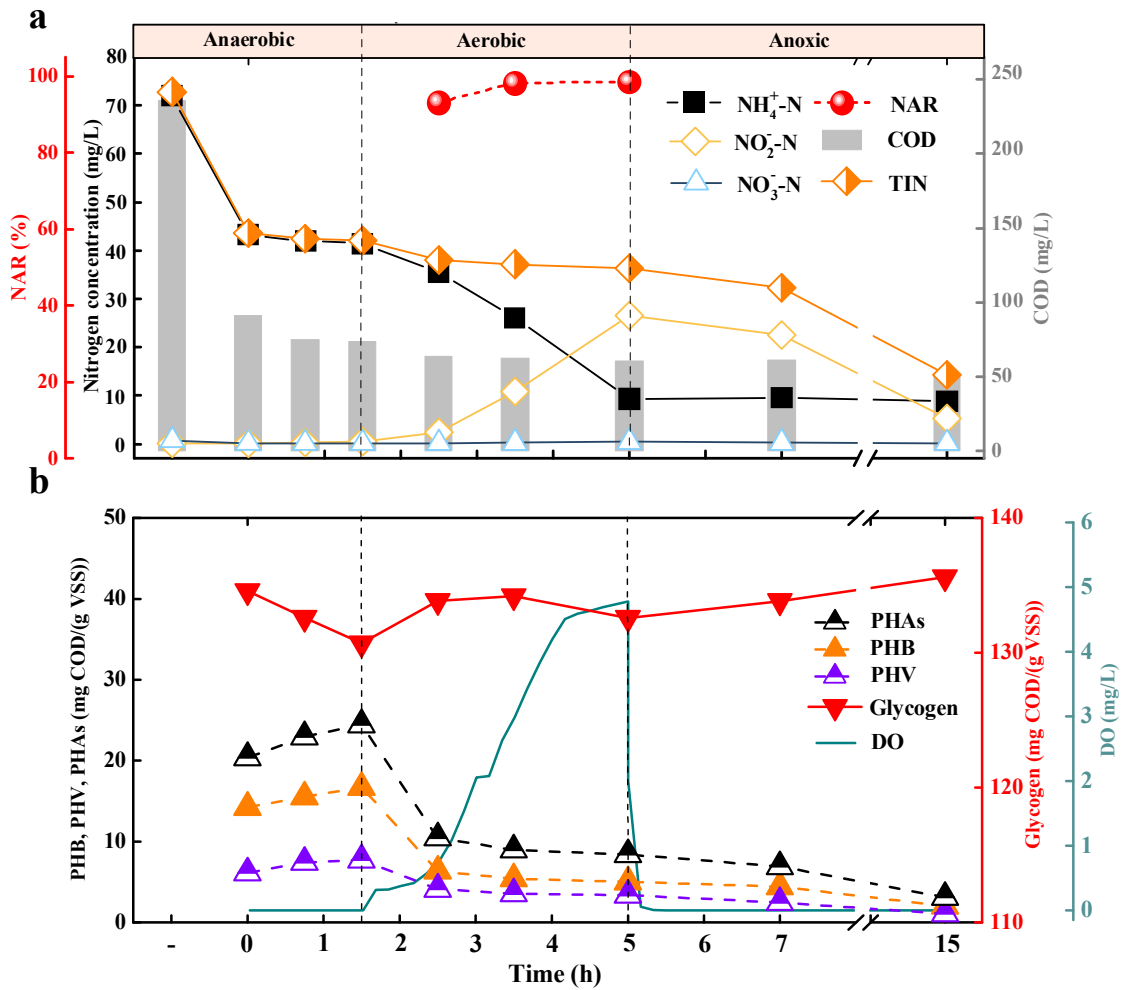 a
Anaerobic Aerobic Anoxic
NAR (%)
100
80
60
40
20
0
Nitrogen concentration (mg/L)
80
70
60
50
40
30
20
10
0
NH₄⁺-N
NO₂⁻-N
NO₃⁻-N
NAR
COD
TIN
250
200
150
100
50
0
COD (mg/L)
b
PHB, PHV, PHAs (mg COD/(g VSS))
50
40
30
20
10
0
PHAs
PHB
PHV
Glycogen
DO
140
130
120
110
Glycogen (mg COD/(g VSS))
6
5
4
3
2
1
0
DO (mg/L)
- 0 1 2 3 4 5 6 7 15
Time (h)